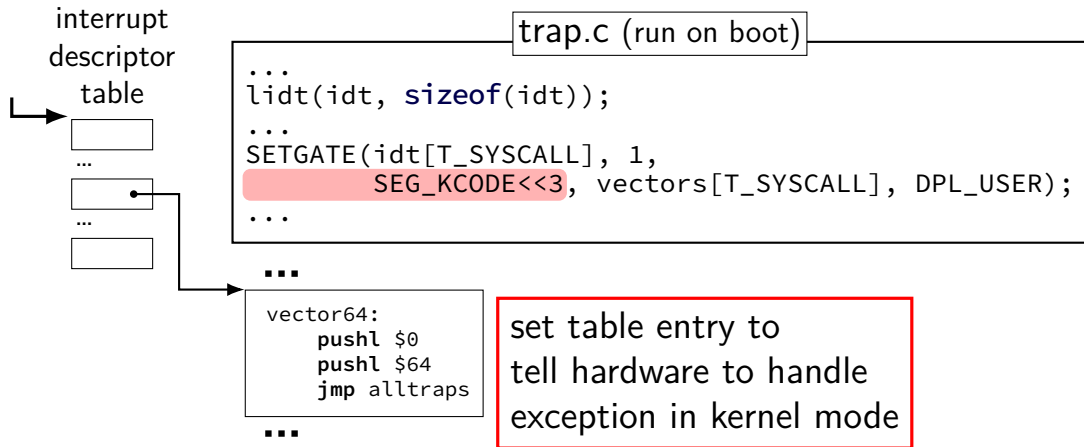 interrupt
descriptor
table
...
...
trap.c (run on boot)
...
lidt(idt, sizeof(idt));
...
SETGATE(idt[T_SYSCALL], 1,
        SEG_KCODE<<3, vectors[T_SYSCALL], DPL_USER);
...
...
vector64:
    pushl $0
    pushl $64
    jmp alltraps
...
set table entry to
tell hardware to handle
exception in kernel mode